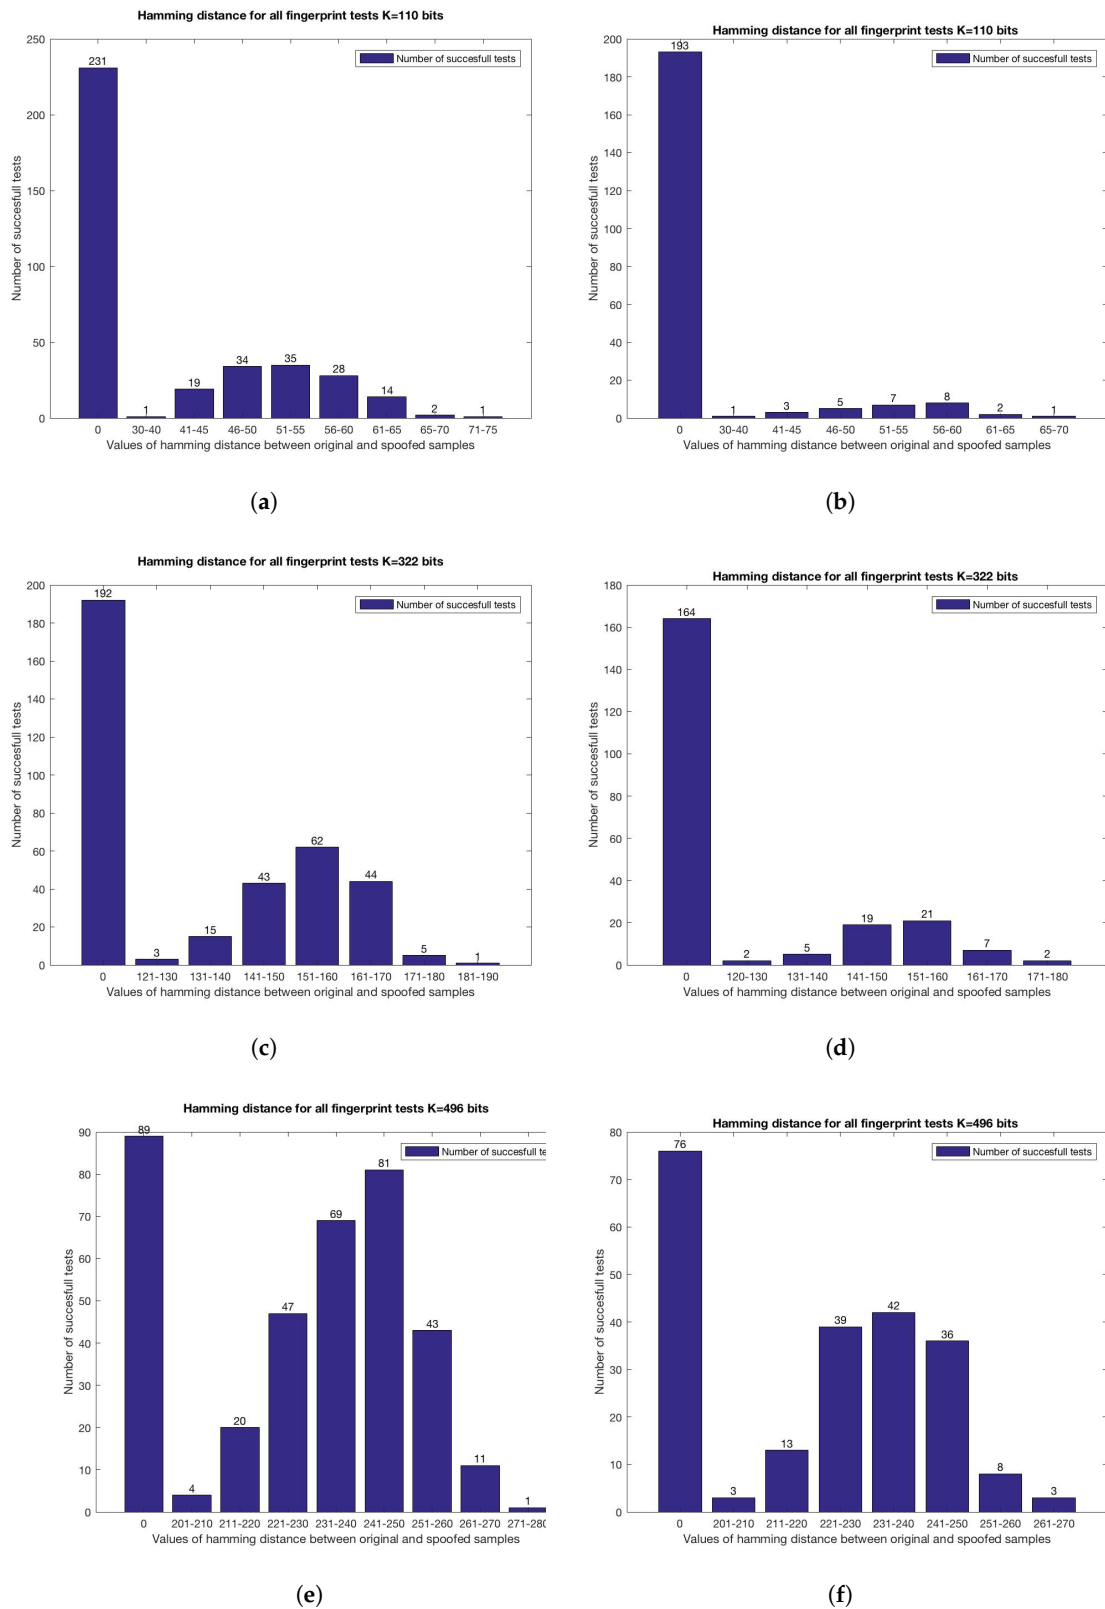 Hamming distance for all fingerprint tests K=110 bits
Number of succesfull tests
Number of succesfull tests
250
200
150
100
50
0
231
1
19
34
35
28
14
2
1
0 30-40 41-45 46-50 51-55 56-60 61-65 65-70 71-75
Values of hamming distance between original and spoofed samples
(a)
Hamming distance for all fingerprint tests K=110 bits
Number of succesfull tests
Number of succesfull tests
200
180
160
140
120
100
80
60
40
20
0
193
1
3
5
7
8
2
1
0 30-40 41-45 46-50 51-55 56-60 61-65 65-70
Values of hamming distance between original and spoofed samples
(b)
Hamming distance for all fingerprint tests K=322 bits
Number of succesfull tests
Number of succesfull tests
200
180
160
140
120
100
80
60
40
20
0
192
3
15
43
62
44
5
1
0 121-130 131-140 141-150 151-160 161-170 171-180 181-190
Values of hamming distance between original and spoofed samples
(c)
Hamming distance for all fingerprint tests K=322 bits
Number of succesfull tests
Number of succesfull tests
180
160
140
120
100
80
60
40
20
0
164
2
5
19
21
7
2
0 120-130 131-140 141-150 151-160 161-170 171-180
Values of hamming distance between original and spoofed samples
(d)
Hamming distance for all fingerprint tests K=496 bits
Number of succesfull te
Number of succesfull tests
90
80
70
60
50
40
30
20
10
0
89
4
20
47
69
81
43
11
1
0 201-210 211-220 221-230 231-240 241-250 251-260 261-270 271-280
Values of hamming distance between original and spoofed samples
(e)
Hamming distance for all fingerprint tests K=496 bits
Number of succesfull tests
Number of succesfull tests
80
70
60
50
40
30
20
10
0
76
3
13
39
42
36
8
3
0 201-210 211-220 221-230 231-240 241-250 251-260 261-270
Values of hamming distance between original and spoofed samples
(f)